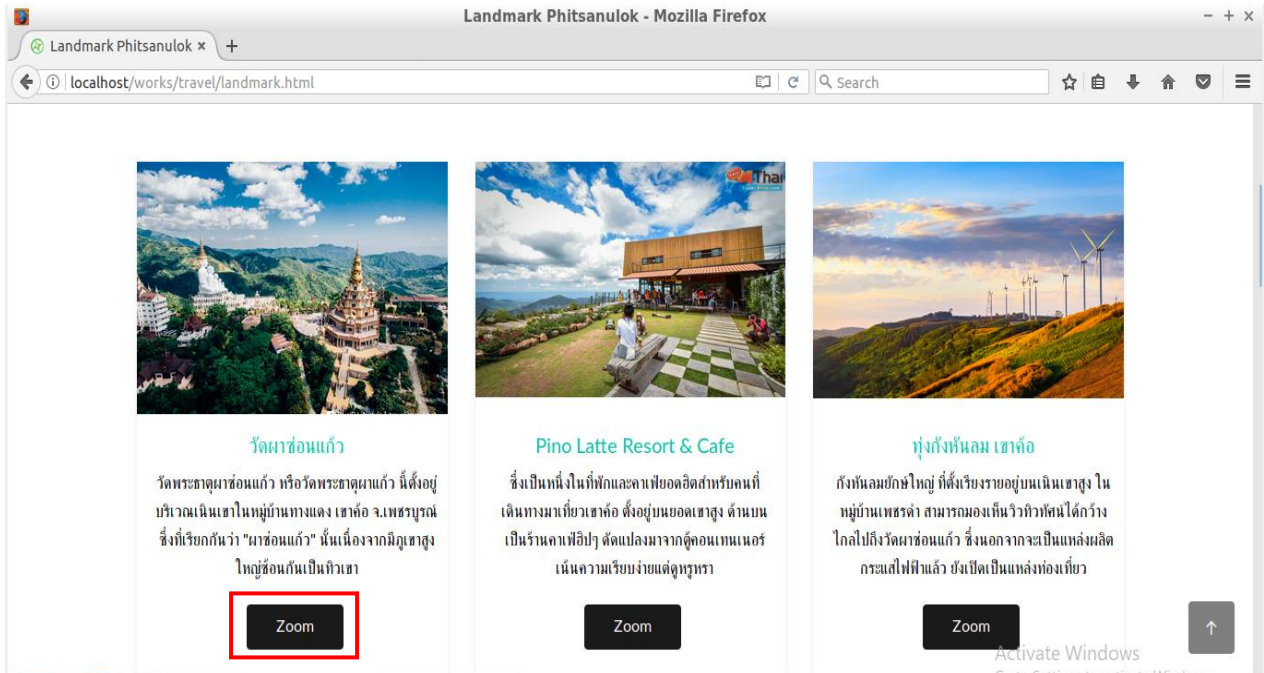 Landmark Phitsanulok - Mozilla Firefox
Landmark Phitsanulok
localhost/works/travel/landmark.html
Search
Thai
วัดผาซ่อนแก้ว
วัดพระธาตุผาซ่อนแก้ว หรือวัดพระธาตุผาแก้ว นี้ตั้งอยู่
บริเวณเนินเขาในหมู่บ้านทางแดง เขาค้อ จ.เพชรบูรณ์
ซึ่งที่เรียกกันว่า "ผาซ่อนแก้ว" นั้นเนื่องจากมีภูเขาสูง
ใหญ่ซ้อนกันเป็นทิวเขา
Zoom
Pino Latte Resort & Cafe
ซึ่งเป็นหนึ่งในที่พักและคาเฟ่ยอดฮิตสำหรับคนที่
เดินทางมาเที่ยวเขาค้อ ตั้งอยู่บนยอดเขาสูง ด้านบน
เป็นร้านคาเฟ่ฮิปๆ ดัดแปลงมาจากตู้คอนเทนเนอร์
เน้นความเรียบง่ายแต่ดูหรูหรา
Zoom
ทุ่งกังหันลม เขาค้อ
กังหันลมยักษ์ใหญ่ ที่ตั้งเรียงรายอยู่บนเนินเขาสูง ใน
หมู่บ้านเพชรดำ สามารถมองเห็นวิวทิวทัศน์ได้กว้าง
ไกลไปถึงวัดผาซ่อนแก้ว ซึ่งนอกจากจะเป็นแหล่งผลิต
กระแสไฟฟ้าแล้ว ยังเปิดเป็นแหล่งท่องเที่ยว
Zoom
Activate Windows